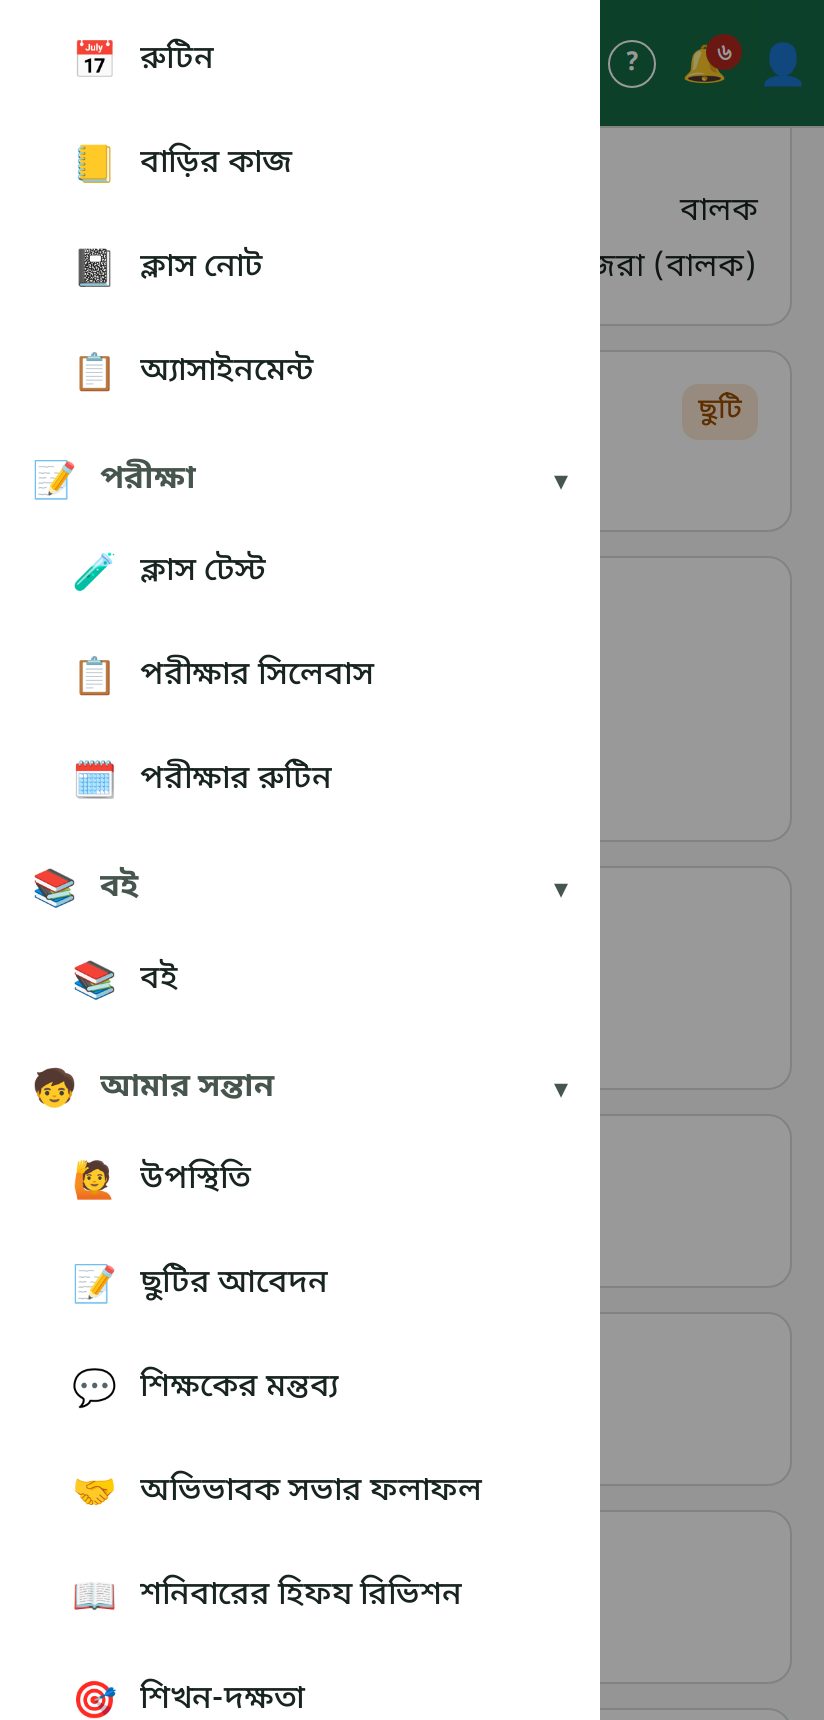 রুটিন
?
৬
বাড়ির কাজ
বালক
ক্লাস নোট
(বালক)
অ্যাসাইনমেন্ট
ছুটি
পরীক্ষা
ক্লাস টেস্ট
পরীক্ষার সিলেবাস
পরীক্ষার রুটিন
বই
বই
আমার সন্তান
উপস্থিতি
ছুটির আবেদন
শিক্ষকের মন্তব্য
অভিভাবক সভার ফলাফল
শনিবারের হিফয রিভিশন
শিখন-দক্ষতা